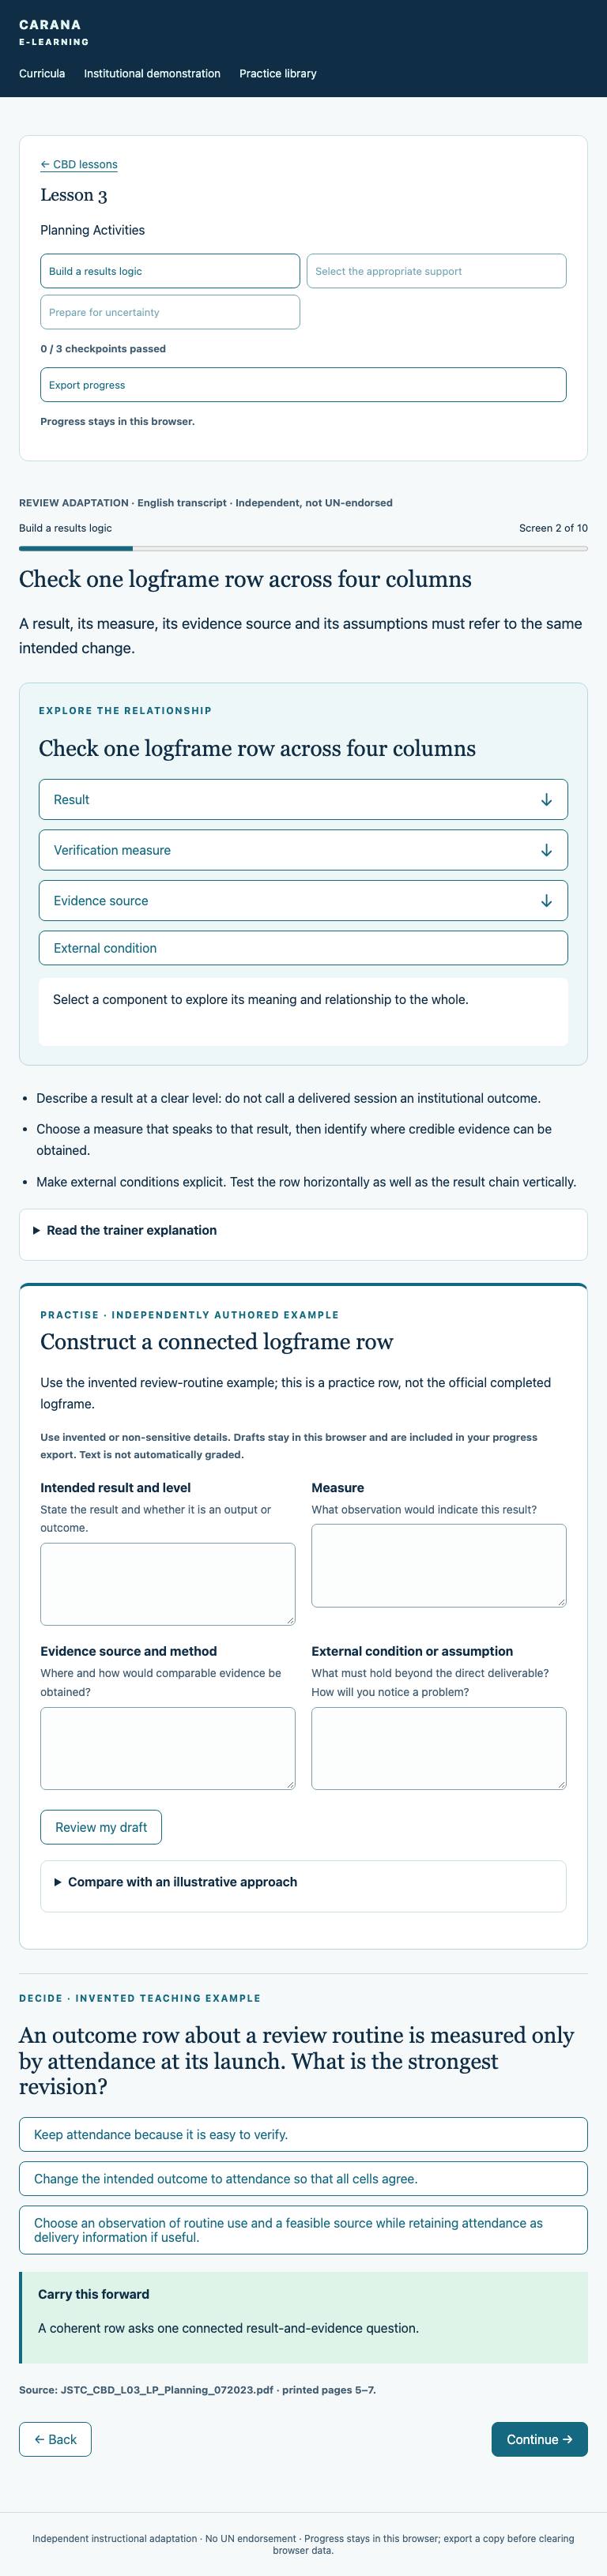 CARANA
E-LEARNING
Curricula Institutional demonstration Practice library
← CBD lessons
Lesson 3
Planning Activities
Build a results logic
Select the appropriate support
Prepare for uncertainty
0 / 3 checkpoints passed
Export progress
Progress stays in this browser.
REVIEW ADAPTATION · English transcript · Independent, not UN-endorsed
Build a results logic
Screen 2 of 10
Check one logframe row across four columns
A result, its measure, its evidence source and its assumptions must refer to the same
intended change.
EXPLORE THE RELATIONSHIP
Check one logframe row across four columns
Result ↓
Verification measure ↓
Evidence source ↓
External condition
Select a component to explore its meaning and relationship to the whole.
• Describe a result at a clear level: do not call a delivered session an institutional outcome.
• Choose a measure that speaks to that result, then identify where credible evidence can be
obtained.
• Make external conditions explicit. Test the row horizontally as well as the result chain vertically.
▶ Read the trainer explanation
PRACTISE · INDEPENDENTLY AUTHORED EXAMPLE
Construct a connected logframe row
Use the invented review-routine example; this is a practice row, not the official completed
logframe.
Use invented or non-sensitive details. Drafts stay in this browser and are included in your progress
export. Text is not automatically graded.
Intended result and level
State the result and whether it is an output or
outcome.
Measure
What observation would indicate this result?
Evidence source and method
Where and how would comparable evidence be
obtained?
External condition or assumption
What must hold beyond the direct deliverable?
How will you notice a problem?
Review my draft
▶ Compare with an illustrative approach
DECIDE · INVENTED TEACHING EXAMPLE
An outcome row about a review routine is measured only
by attendance at its launch. What is the strongest
revision?
Keep attendance because it is easy to verify.
Change the intended outcome to attendance so that all cells agree.
Choose an observation of routine use and a feasible source while retaining attendance as
delivery information if useful.
Carry this forward
A coherent row asks one connected result-and-evidence question.
Source: JSTC_CBD_L03_LP_Planning_072023.pdf · printed pages 5–7.
← Back
Continue →
Independent instructional adaptation · No UN endorsement · Progress stays in this browser; export a copy before clearing
browser data.